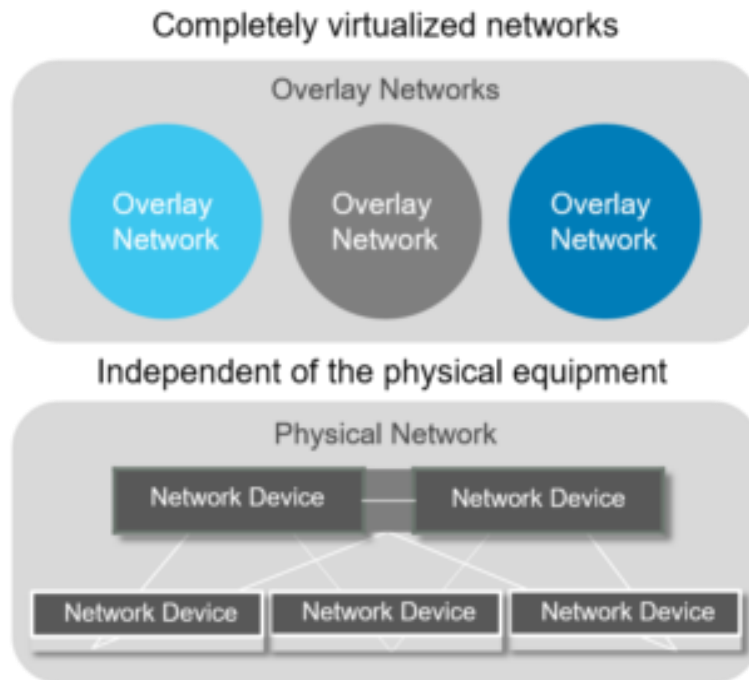 Completely virtualized networks
Overlay Networks
Overlay
Network
Overlay
Network
Overlay
Network
Independent of the physical equipment
Physical Network
Network Device
Network Device
Network Device
Network Device
Network Device